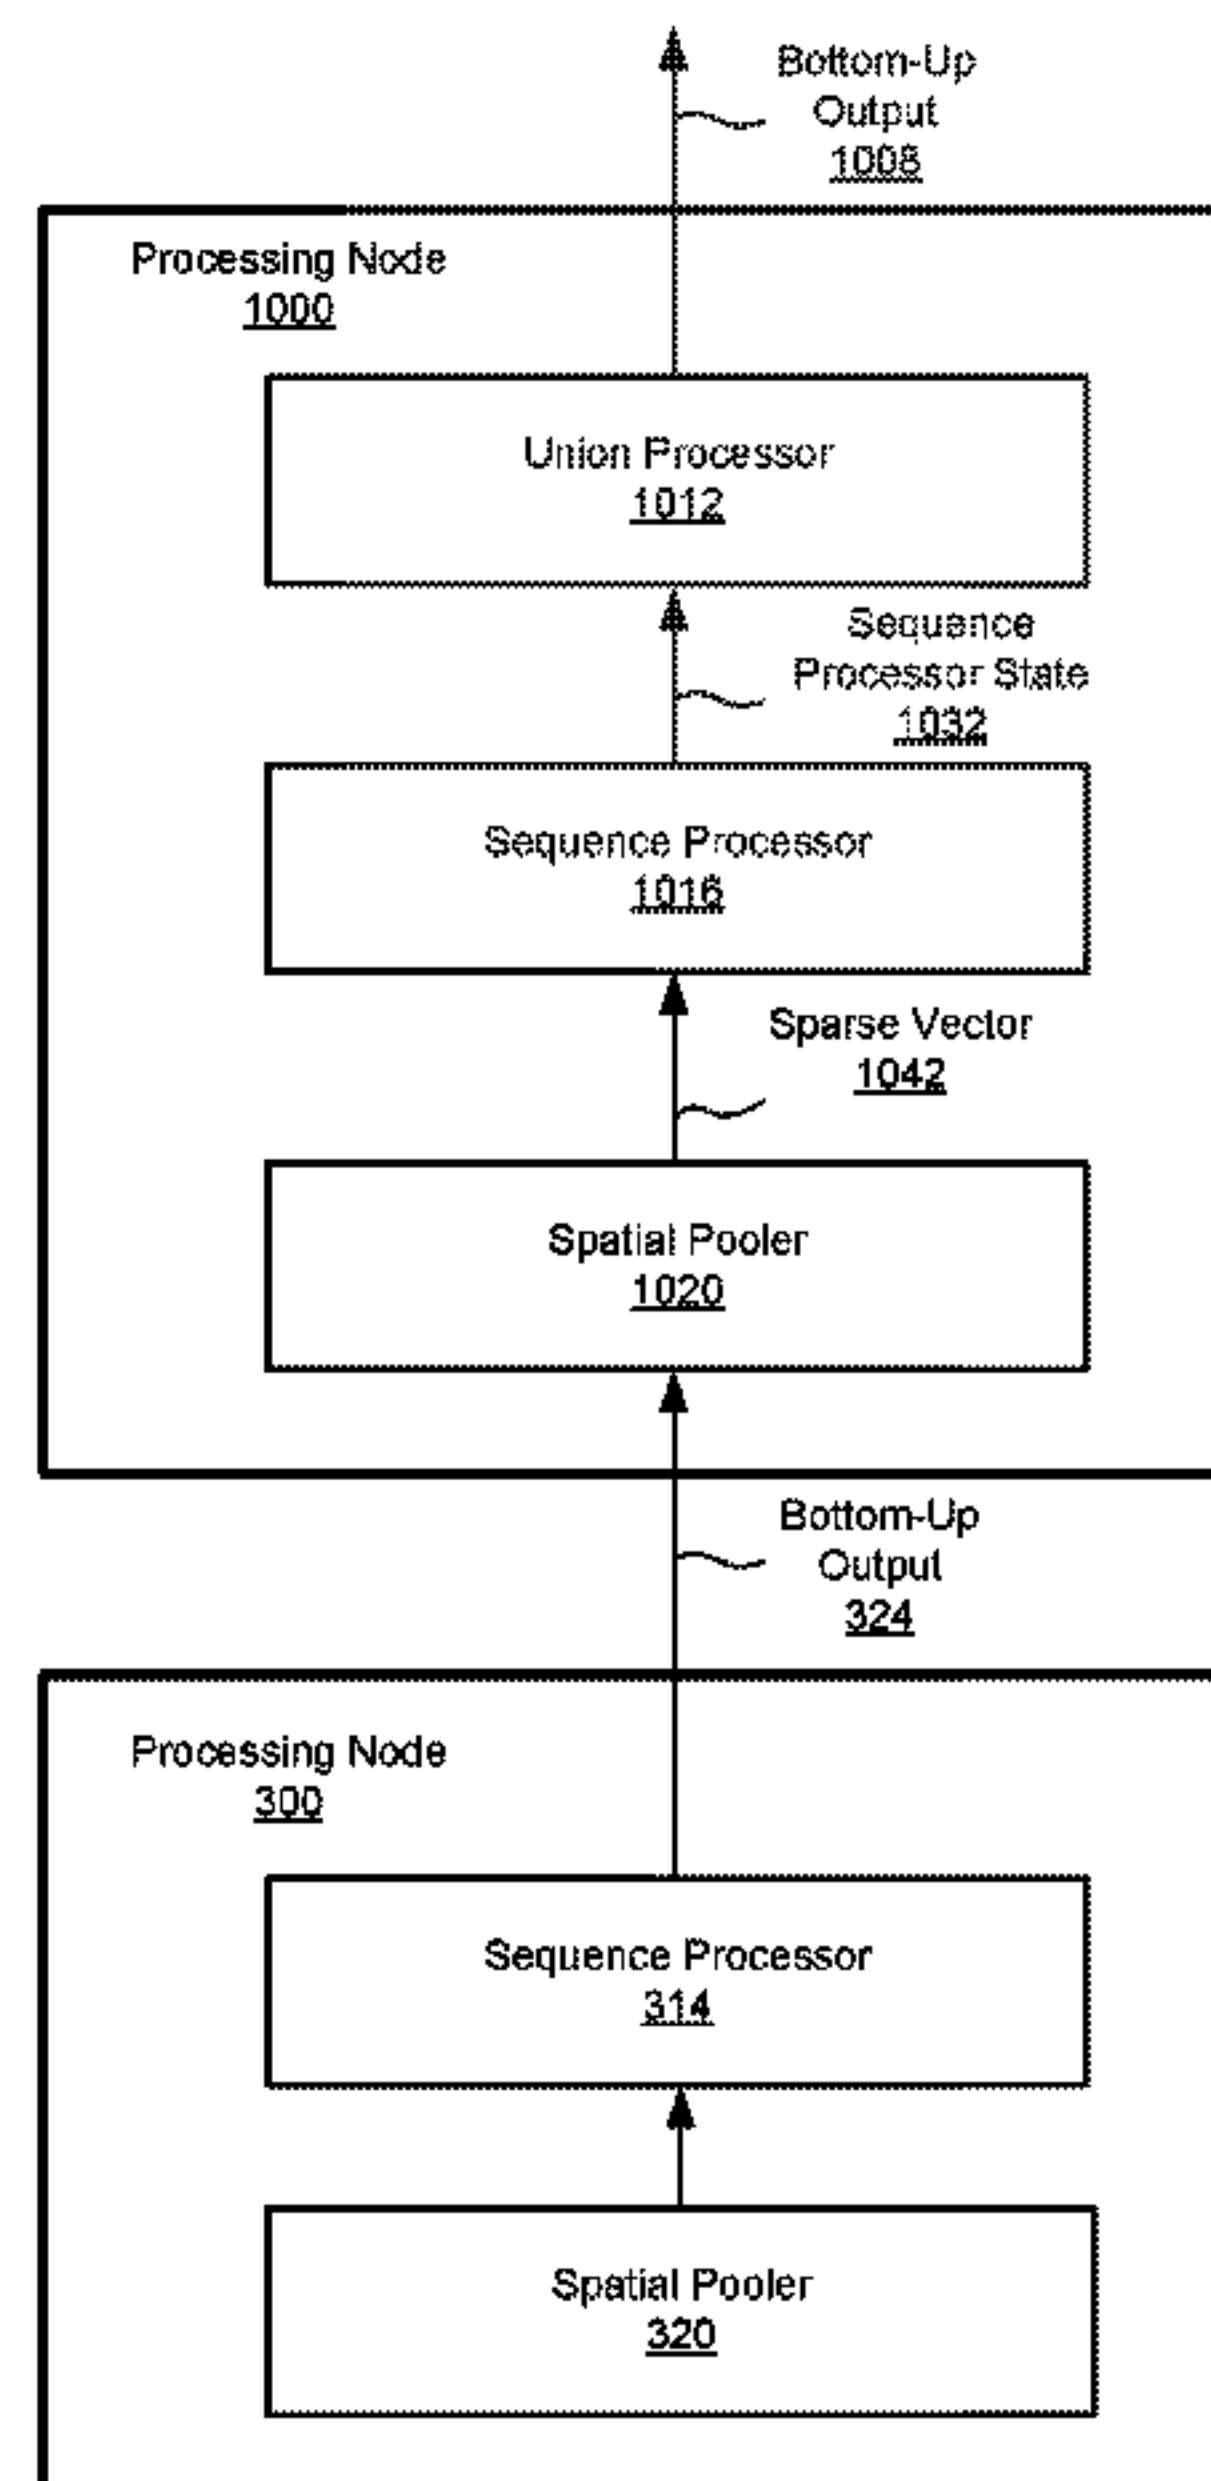 Bottom-Up
Output
1008
Processing Node
1000
Union Processor
1012
Sequence
Processor State
1032
Sequence Processor
1016
Sparse Vector
1042
Spatial Pooler
1020
Bottom-Up
Output
324
Processing Node
300
Sequence Processor
314
Spatial Pooler
320